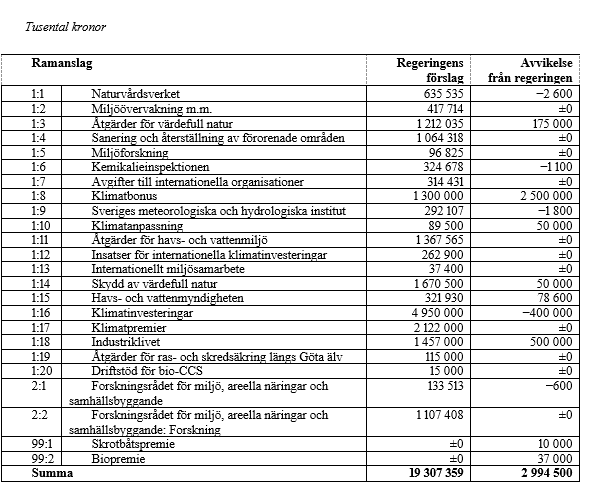 Tusental kronor
Ramanslag Regeringens förslag Avvikelse från regeringen
1:1 Naturvårdsverket 635 535 −2 600
1:2 Miljöövervakning m.m. 417 714 ±0
1:3 Åtgärder för värdefull natur 1 212 035 175 000
1:4 Sanering och återställning av förorenade områden 1 064 318 ±0
1:5 Miljöforskning 96 825 ±0
1:6 Kemikalieinspektionen 324 678 −1 100
1:7 Avgifter till internationella organisationer 314 431 ±0
1:8 Klimatbonus 1 300 000 2 500 000
1:9 Sveriges meteorologiska och hydrologiska institut 292 107 −1 800
1:10 Klimatanpassning 89 500 50 000
1:11 Åtgärder för havs- och vattenmiljö 1 367 565 ±0
1:12 Insatser för internationella klimatinvesteringar 262 900 ±0
1:13 Internationellt miljösamarbete 37 400 ±0
1:14 Skydd av värdefull natur 1 670 500 50 000
1:15 Havs- och vattenmyndigheten 321 930 78 600
1:16 Klimatinvesteringar 4 950 000 −400 000
1:17 Klimatpremier 2 122 000 ±0
1:18 Industriklivet 1 457 000 500 000
1:19 Åtgärder för ras- och skredsäkring längs Göta älv 115 000 ±0
1:20 Driftstöd för bio-CCS 15 000 ±0
2:1 Forskningsrådet för miljö, areella näringar och 133 513 −600
samhällsbyggande
2:2 Forskningsrådet för miljö, areella näringar och 1 107 408 ±0
samhällsbyggande: Forskning
99:1 Skrotbåtspremie ±0 10 000
99:2 Biopremie ±0 37 000
Summa 19 307 359 2 994 500